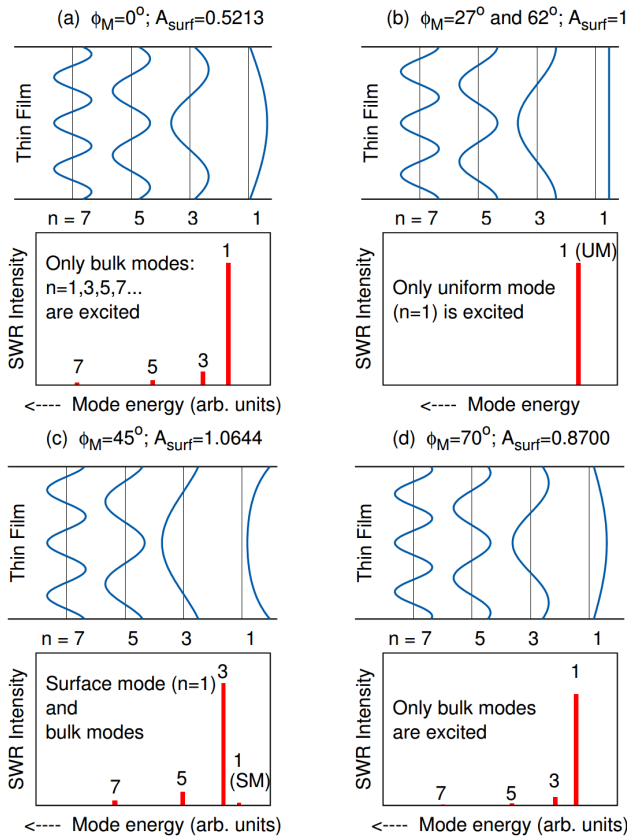 (a) ϕM=0o; Asurf=0.5213
Thin Film
n = 7 5 3 1
SWR Intensity
Only bulk modes:
n=1,3,5,7...
are excited
7 5 3 1
<---- Mode energy (arb. units)
(b) ϕM=27o and 62o; Asurf=1
Thin Film
n = 7 5 3 1
SWR Intensity
1 (UM)
Only uniform mode
(n=1) is excited
<---- Mode energy
(c) ϕM=45o; Asurf=1.0644
Thin Film
n = 7 5 3 1
SWR Intensity
Surface mode (n=1)
and
bulk modes
7 5 3 1
(SM)
<---- Mode energy (arb. units)
(d) ϕM=70o; Asurf=0.8700
Thin Film
n = 7 5 3 1
SWR Intensity
Only bulk modes
are excited
7 5 3 1
<---- Mode energy (arb. units)